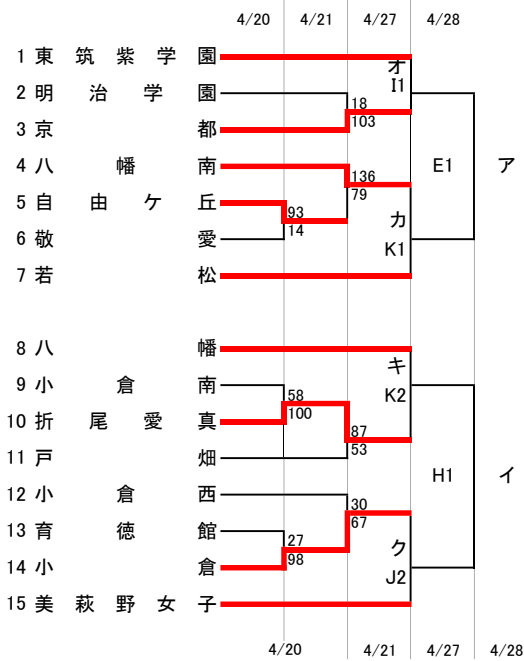 4/20 4/21 4/27 4/28
1 東筑紫学園
オ
I1
2 明治学園
18
3 京都
103
4 八幡南
136
E1
ア
5 自由ケ丘
79
93
カ
6 敬愛
14
K1
7 若松
8 八幡
キ
9 小倉南
K2
58
10 折尾愛真
100
87
11 戸畑
53
H1
イ
12 小倉西
30
13 育徳館
67
27
ク
14 小倉
98
J2
15 美萩野女子
4/20 4/21 4/27 4/28